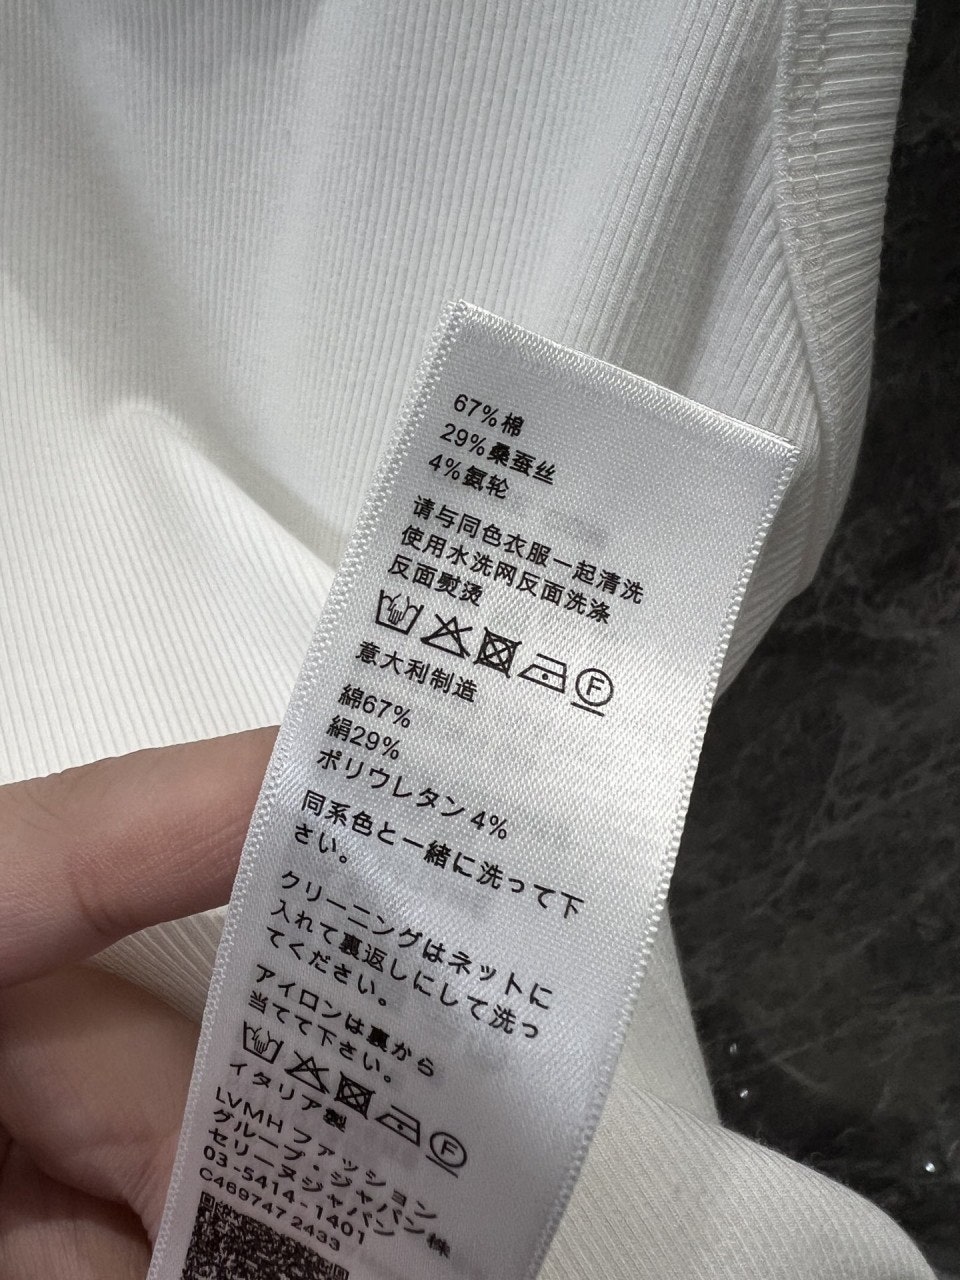 67%棉
29%桑蚕丝
4%氨轮
请与同色衣服一起清洗
使用水洗网反面洗涤
反面熨烫
F
意大利制造
綿67%
絹29%
ポリウレタン 4%
同系色と一緒に洗って下
さい。
クリーニングはネットに
入れて裏返しにして洗っ
てください。
アイロンは裏から
当てて下さい。
F
イタリア製
LVMH ファッション
グループ・ジャパン 株
セリーヌジャパン
03-5414-1401
C469747 2433